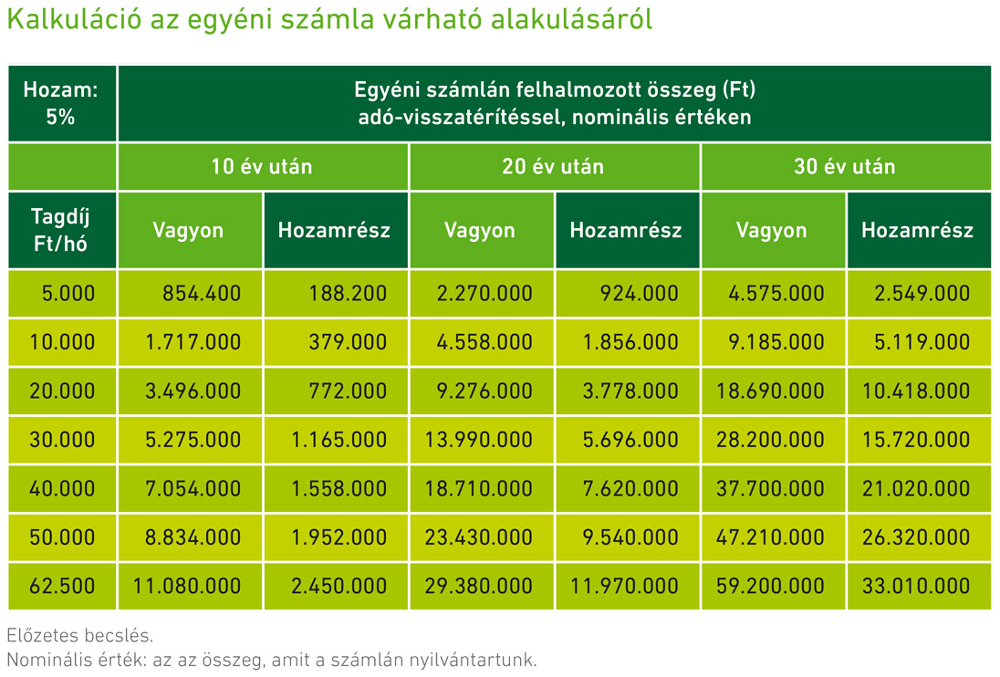 Kalkuláció az egyéni számla várható alakulásáról
Hozam:
5%
Egyéni számlán felhalmozott összeg (Ft)
adó-visszatérítéssel, nominális értéken
10 év után 20 év után 30 év után
Tagdíj
Ft/hó
Vagyon Hozamrész Vagyon Hozamrész Vagyon Hozamrész
5.000 854.400 188.200 2.270.000 924.000 4.575.000 2.549.000
10.000 1.717.000 379.000 4.558.000 1.856.000 9.185.000 5.119.000
20.000 3.496.000 772.000 9.276.000 3.778.000 18.690.000 10.418.000
30.000 5.275.000 1.165.000 13.990.000 5.696.000 28.200.000 15.720.000
40.000 7.054.000 1.558.000 18.710.000 7.620.000 37.700.000 21.020.000
50.000 8.834.000 1.952.000 23.430.000 9.540.000 47.210.000 26.320.000
62.500 11.080.000 2.450.000 29.380.000 11.970.000 59.200.000 33.010.000
Előzetes becslés.
Nominális érték: az az összeg, amit a számlán nyilvántartunk.